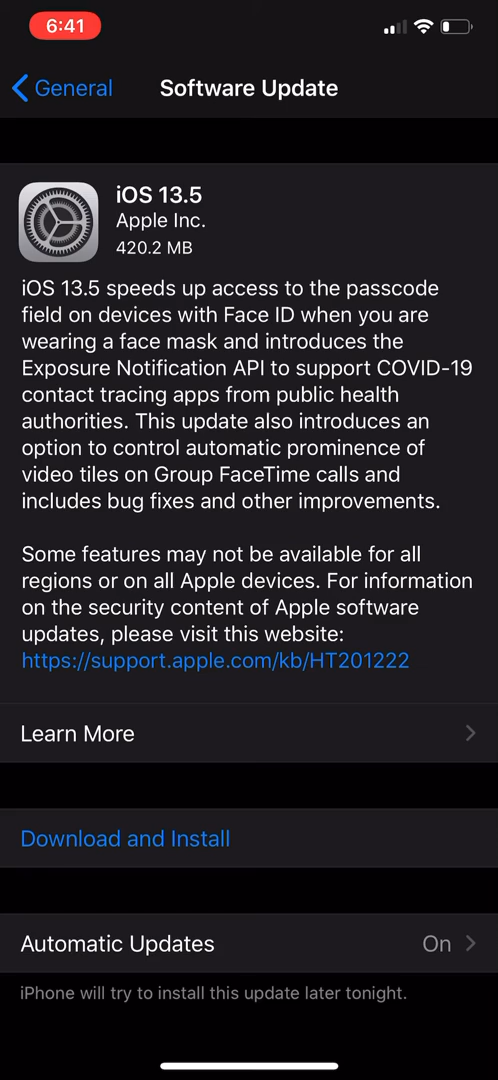 6:41
General
Software Update
iOS 13.5
Apple Inc.
420.2 MB
iOS 13.5 speeds up access to the passcode
field on devices with Face ID when you are
wearing a face mask and introduces the
Exposure Notification API to support COVID-19
contact tracing apps from public health
authorities. This update also introduces an
option to control automatic prominence of
video tiles on Group FaceTime calls and
includes bug fixes and other improvements.
Some features may not be available for all
regions or on all Apple devices. For information
on the security content of Apple software
updates, please visit this website:
https://support.apple.com/kb/HT201222
Learn More
Download and Install
Automatic Updates On
iPhone will try to install this update later tonight.